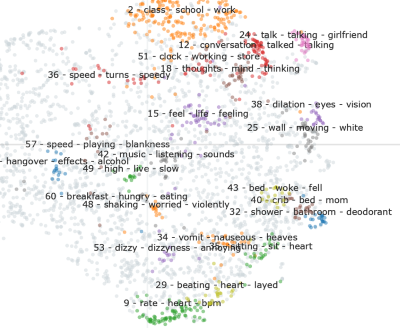 2 - class - school - work
24 - talk - talking - girlfriend
12 - conversation - talked - talking
51 - clock - working - store
18 - thoughts - mind - thinking
36 - speed - turns - speedy
38 - dilation - eyes - vision
15 - feel - life - feeling
25 - wall - moving - white
57 - speed - playing - blankness
42 - music - listening - sounds
- hangover - effects - alcohol
49 - high - live - slow
43 - bed - woke - fell
60 - breakfast - hungry - eating
40 - crib - bed - mom
48 - shaking - worried - violently
32 - shower - bathroom - deodorant
34 - vomit - nauseous - heaves
53 - dizzy - dizzyness - annoying
sitting - sit - heart
29 - beating - heart - layed
9 - rate - heart - bpm